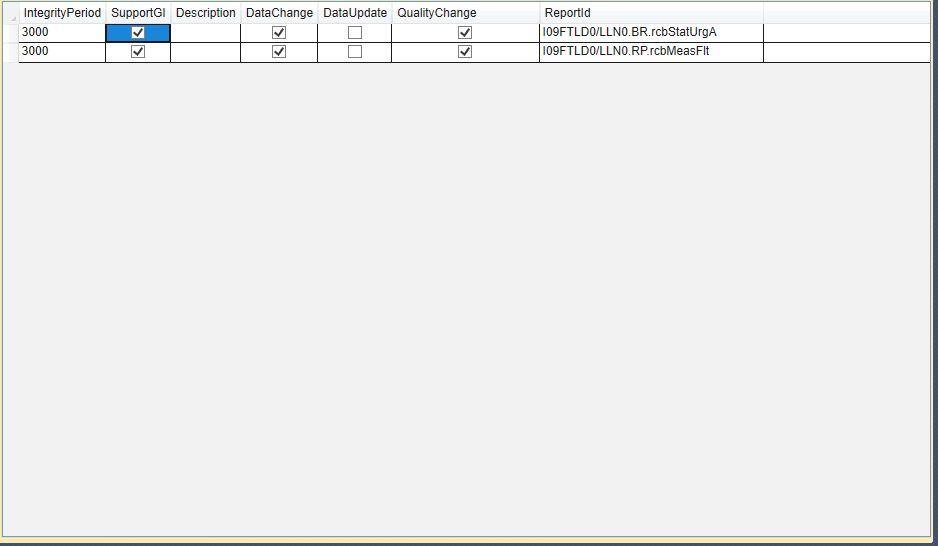 IntegrityPeriod SupportGI Description DataChange DataUpdate QualityChange ReportId
3000 I09FTLD0/LLN0.BR.rcbStatUrgA
3000 I09FTLD0/LLN0.RP.rcbMeasFlt